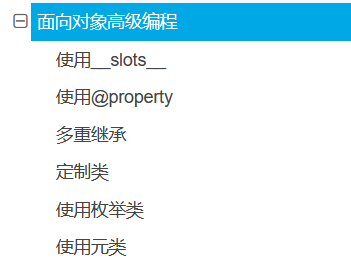 面向对象高级编程
使用__slots__
使用@property
多重继承
定制类
使用枚举类
使用元类